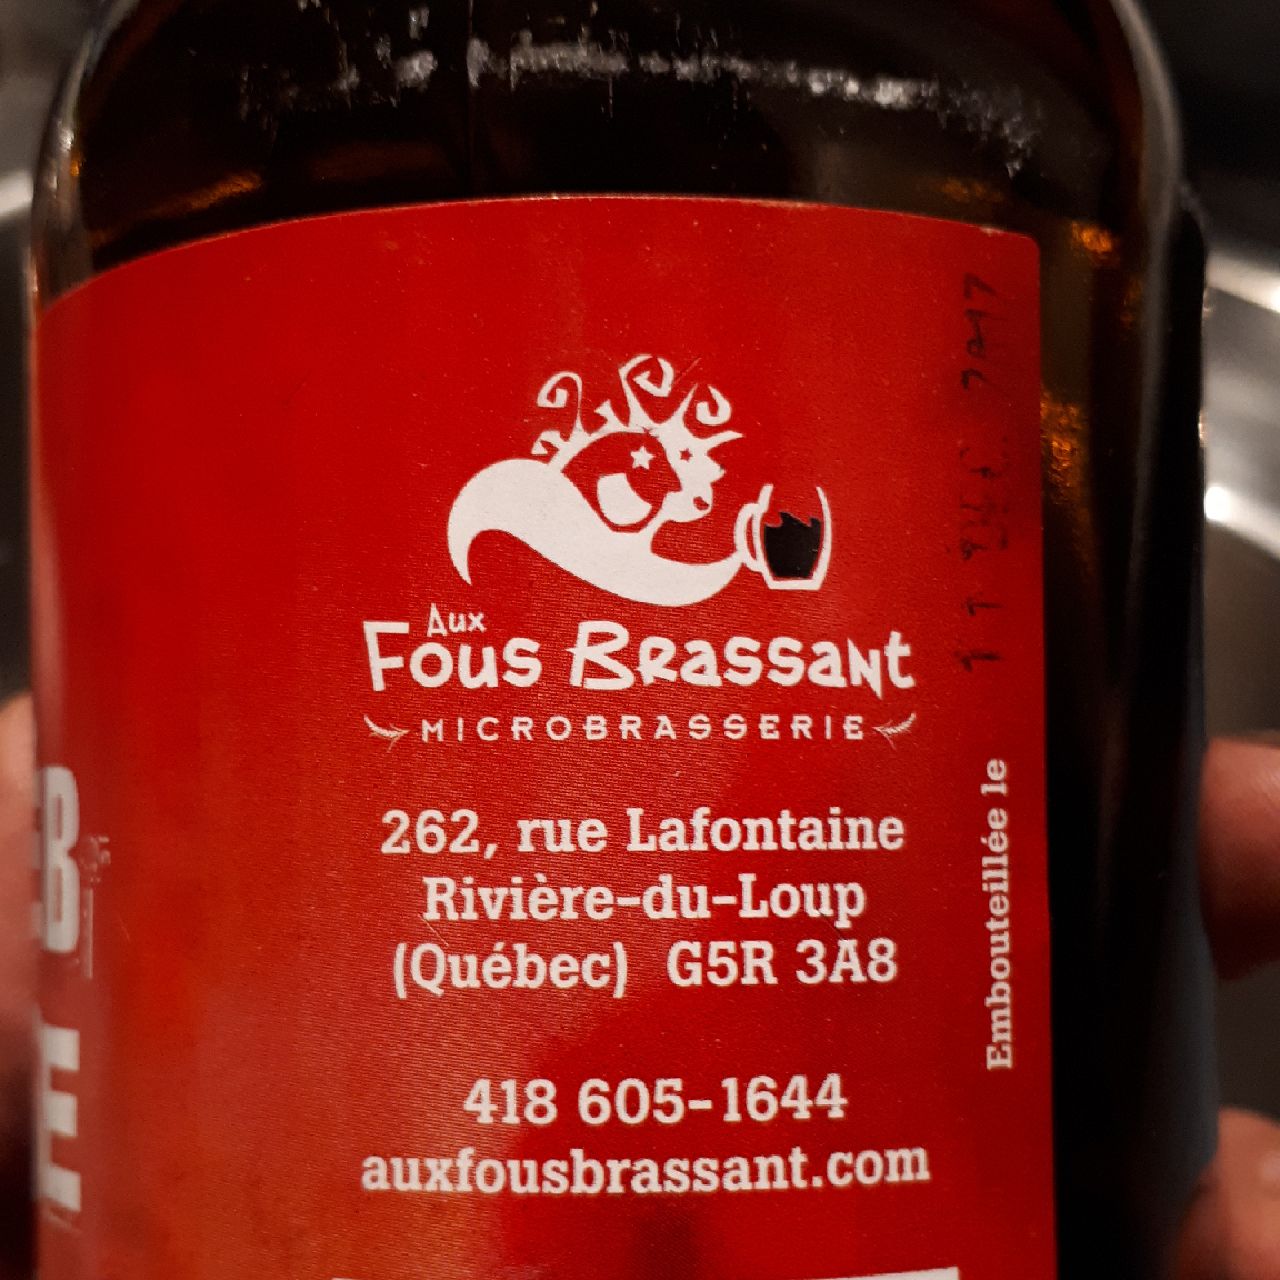 Aux
Fous Brassant
MICROBRASSERIE
262, rue Lafontaine
Rivière-du-Loup
(Québec) G5R 3A8
418 605-1644
auxfousbrassant.com
Embouteillée le